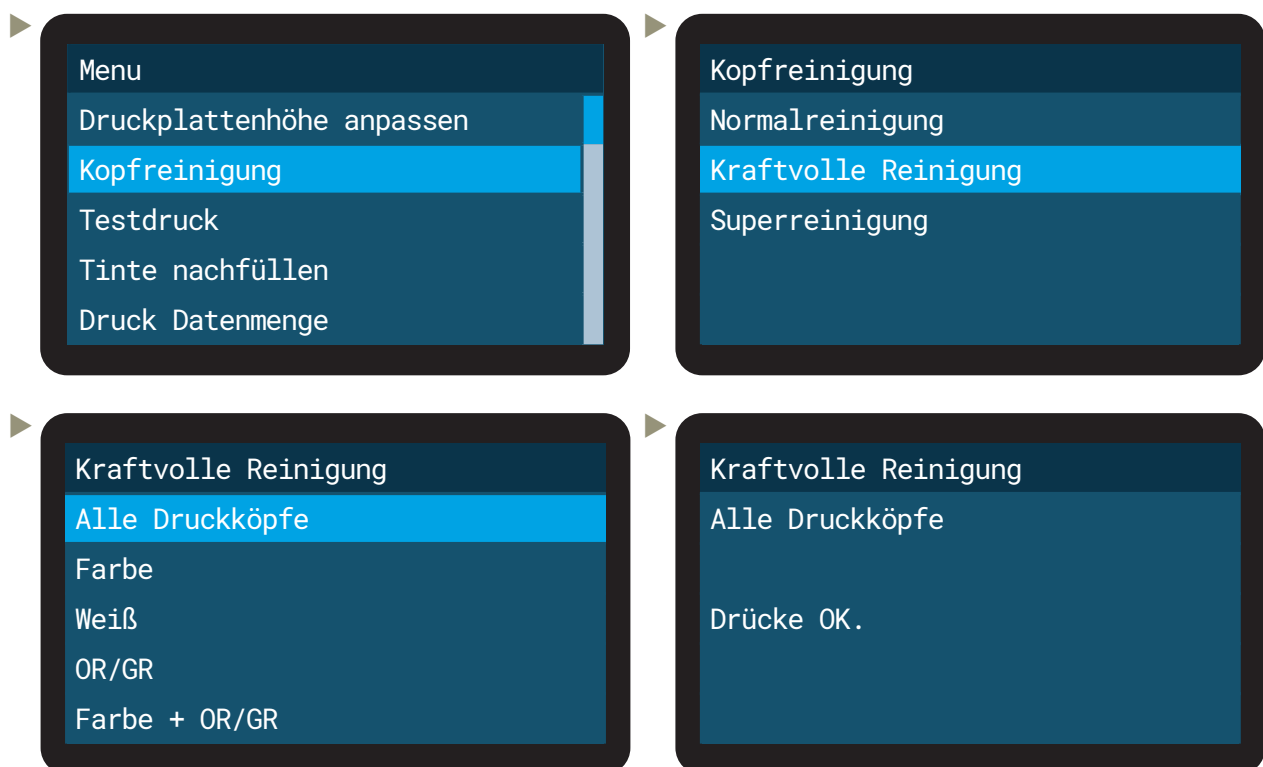 Menu
Druckplattenhöhe anpassen
Kopfreinigung
Testdruck
Tinte nachfüllen
Druck Datenmenge
Kopfreinigung
Normalreinigung
Kraftvolle Reinigung
Superreinigung
Kraftvolle Reinigung
Alle Druckköpfe
Farbe
Weiß
OR/GR
Farbe + OR/GR
Kraftvolle Reinigung
Alle Druckköpfe
Drücke OK.